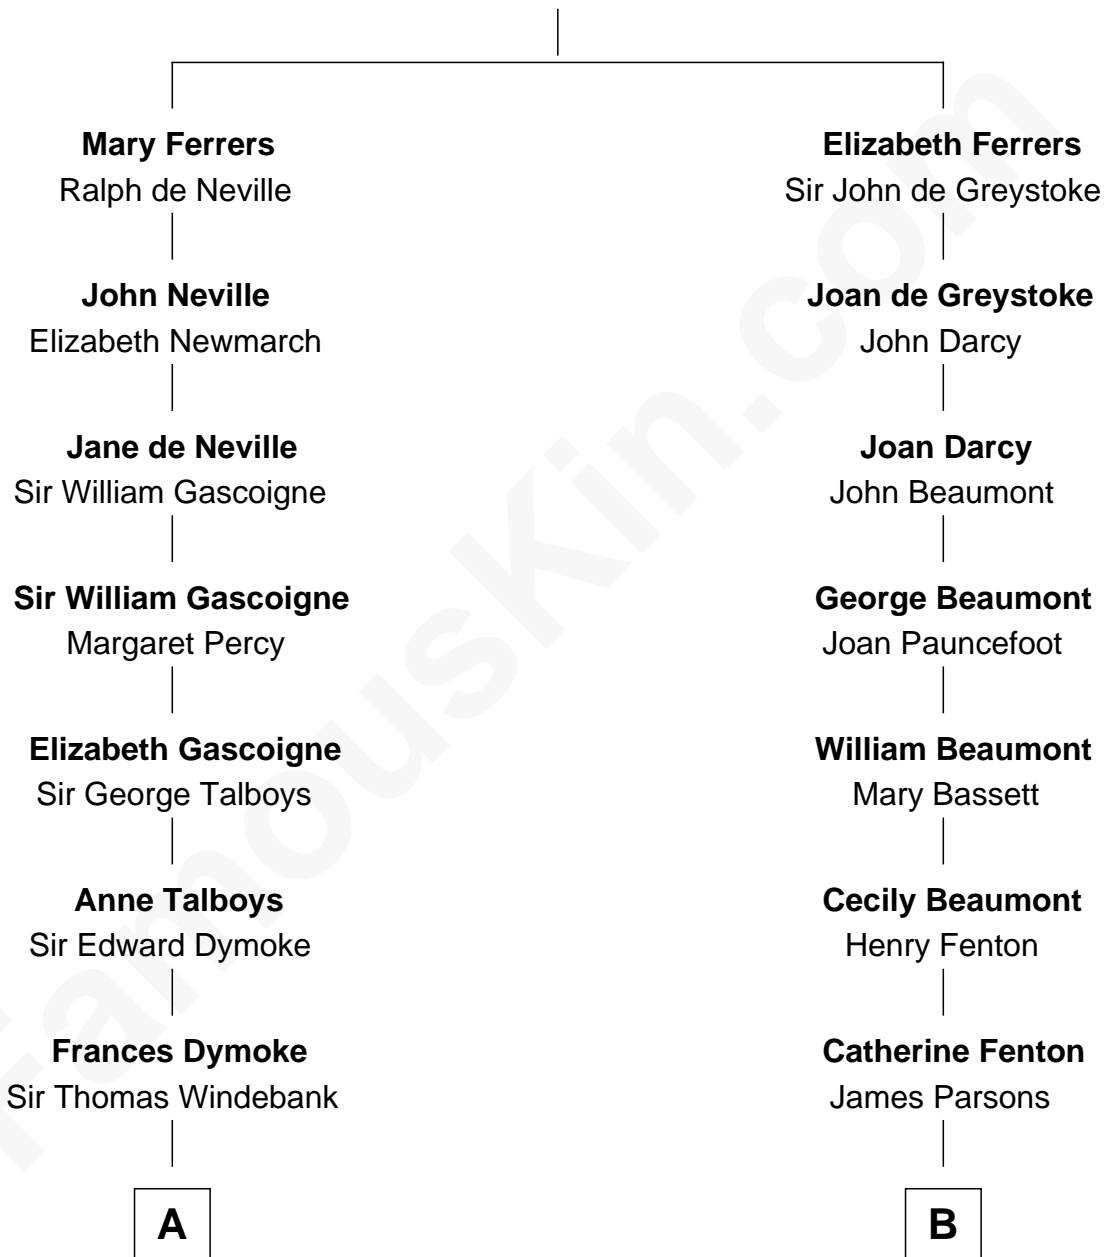 Mary Ferrers
Ralph de Neville
John Neville
Elizabeth Newmarch
Jane de Neville
Sir William Gascoigne
Sir William Gascoigne
Margaret Percy
Elizabeth Gascoigne
Sir George Talboys
Anne Talboys
Sir Edward Dymoke
Frances Dymoke
Sir Thomas Windebank
A
Elizabeth Ferrers
Sir John de Greystoke
Joan de Greystoke
John Darcy
Joan Darcy
John Beaumont
George Beaumont
Joan Pauncefoot
William Beaumont
Mary Bassett
Cecily Beaumont
Henry Fenton
Catherine Fenton
James Parsons
B
FamousKin.com